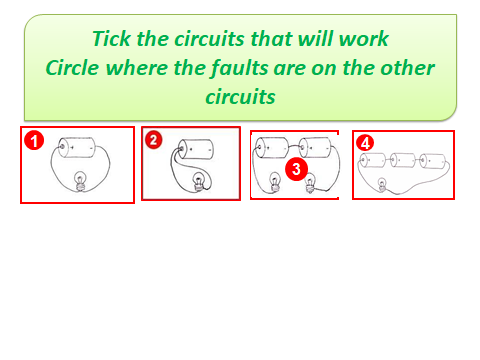 Tick the circuits that will work
Circle where the faults are on the other
circuits
1
2
3
4